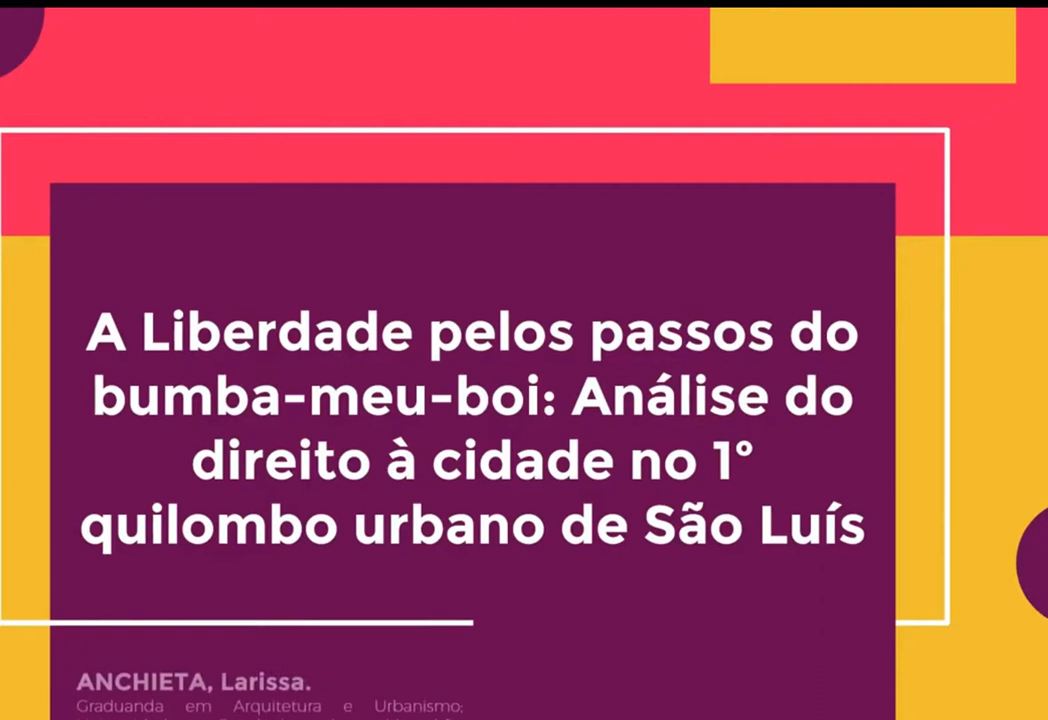 A Liberdade pelos passos do
bumba-meu-boi: Análise do
direito à cidade no 1º
quilombo urbano de São Luís
ANCHIETA, Larissa.
Graduanda em Arquitetura e Urbanismo;